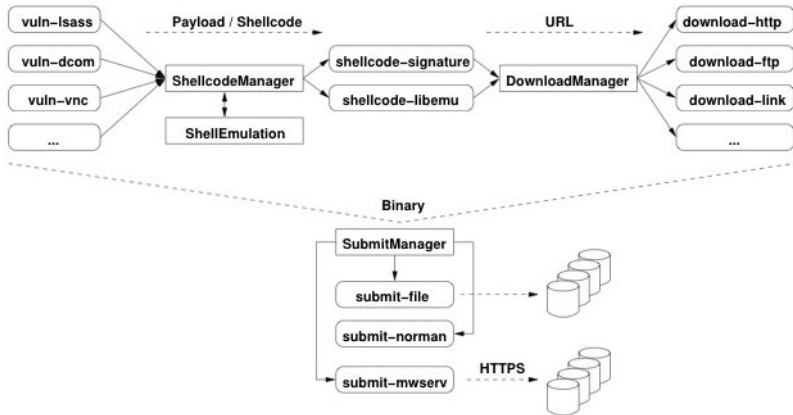 vuln-lsass
Payload / Shellcode
URL
download-http
vuln-dcom
ShellcodeManager
shellcode-signature
DownloadManager
download-ftp
vuln-vnc
shellcode-libemu
download-link
...
ShellEmulation
...
Binary
SubmitManager
submit-file
submit-norman
submit-mwserv
HTTPS